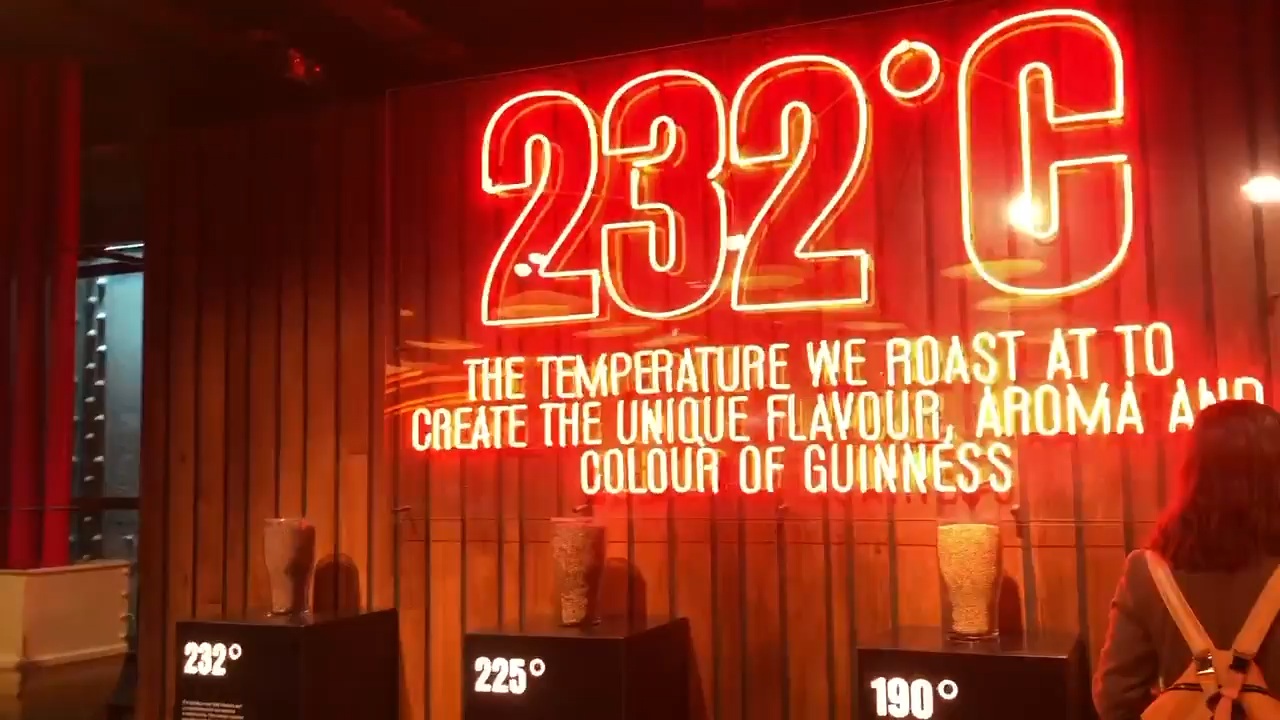 232°C
THE TEMPERATURE WE ROAST AT TO
CREATE THE UNIQUE FLAVOUR, AROMA AND
COLOUR OF GUINNESS
232°
225°
190°